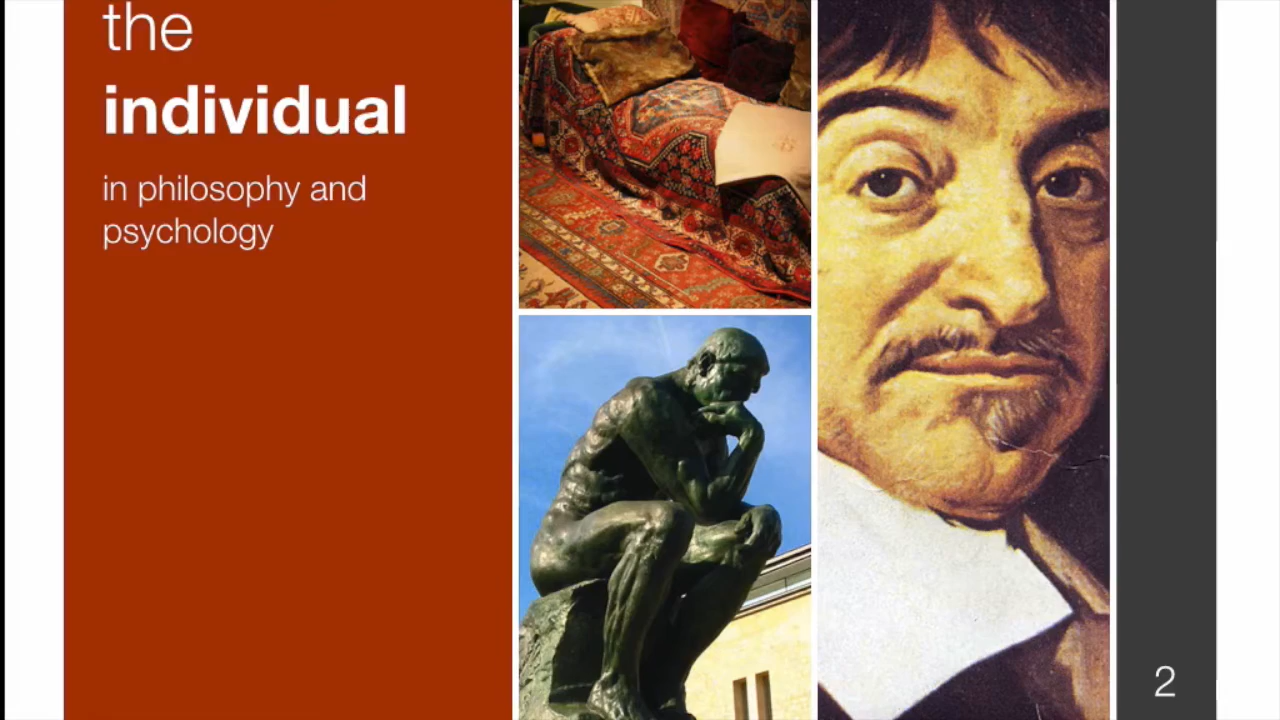 the
individual
in philosophy and
psychology
2